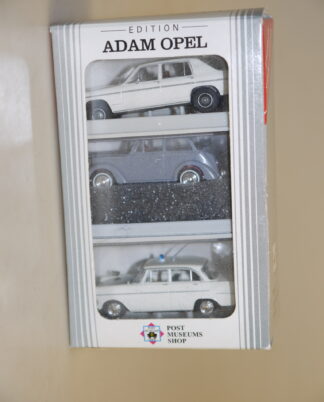 EDITION
ADAM OPEL
POST
MUSEUMS
SHOP